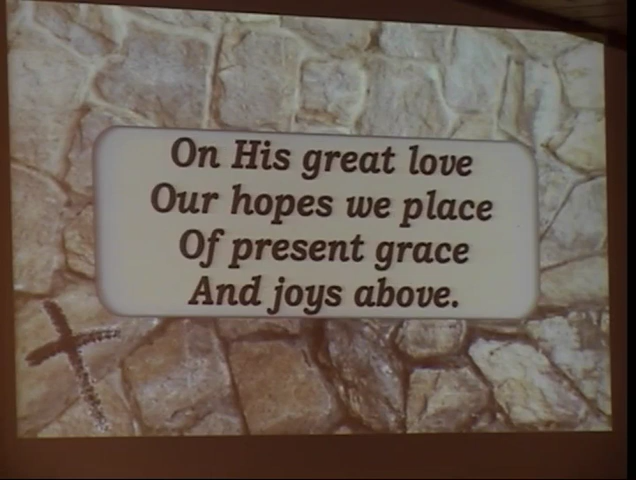 On His great love
Our hopes we place
Of present grace
And joys above.